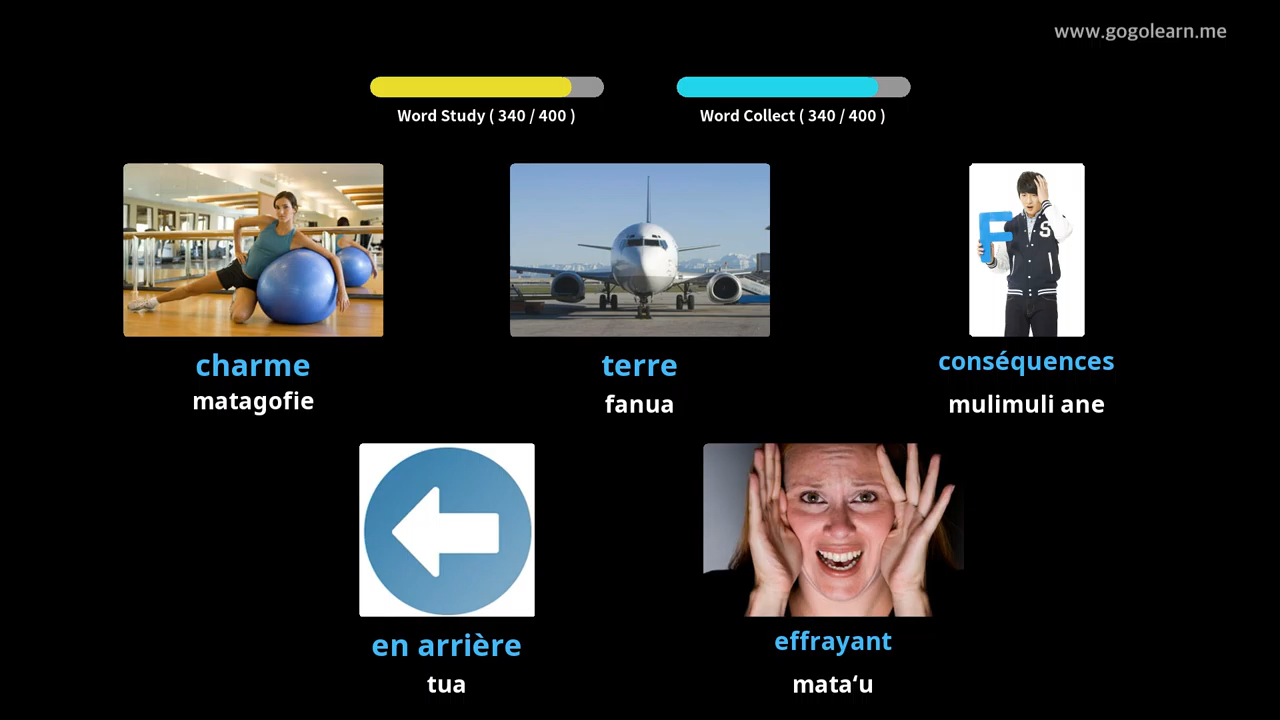 www.gogolearn.me
Word Study ( 340 / 400 )
Word Collect ( 340 / 400 )
F
S
charme
matagofie
terre
fanua
conséquences
mulimuli ane
en arrière
tua
effrayant
mata‘u